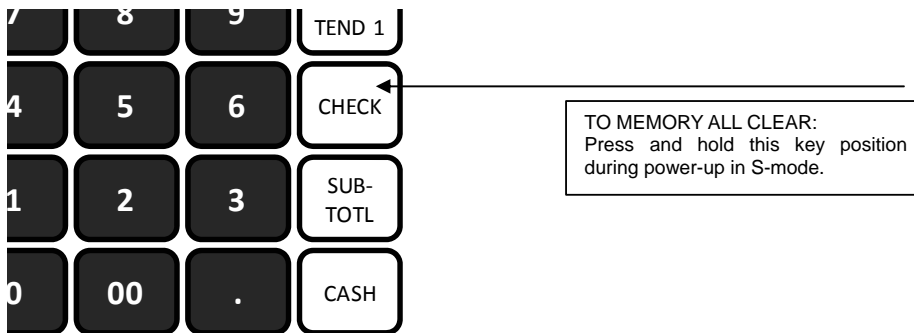 7 8 9 TEND 1
4 5 6 CHECK
TO MEMORY ALL CLEAR:
Press and hold this key position
during power-up in S-mode.
1 2 3 SUB-
TOTL
0 00 . CASH